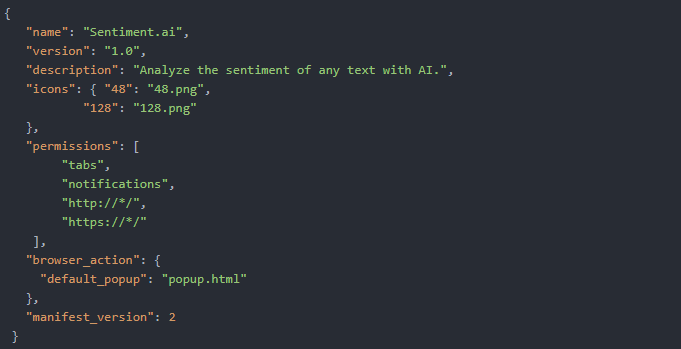 {
   "name": "Sentiment.ai",
   "version": "1.0",
   "description": "Analyze the sentiment of any text with AI.",
   "icons": { "48": "48.png",
           "128": "128.png"
   },
   "permissions": [
        "tabs",
        "notifications",
        "http://*/",
        "https://*/"
    ],
   "browser_action": {
     "default_popup": "popup.html"
   },
   "manifest_version": 2
 }